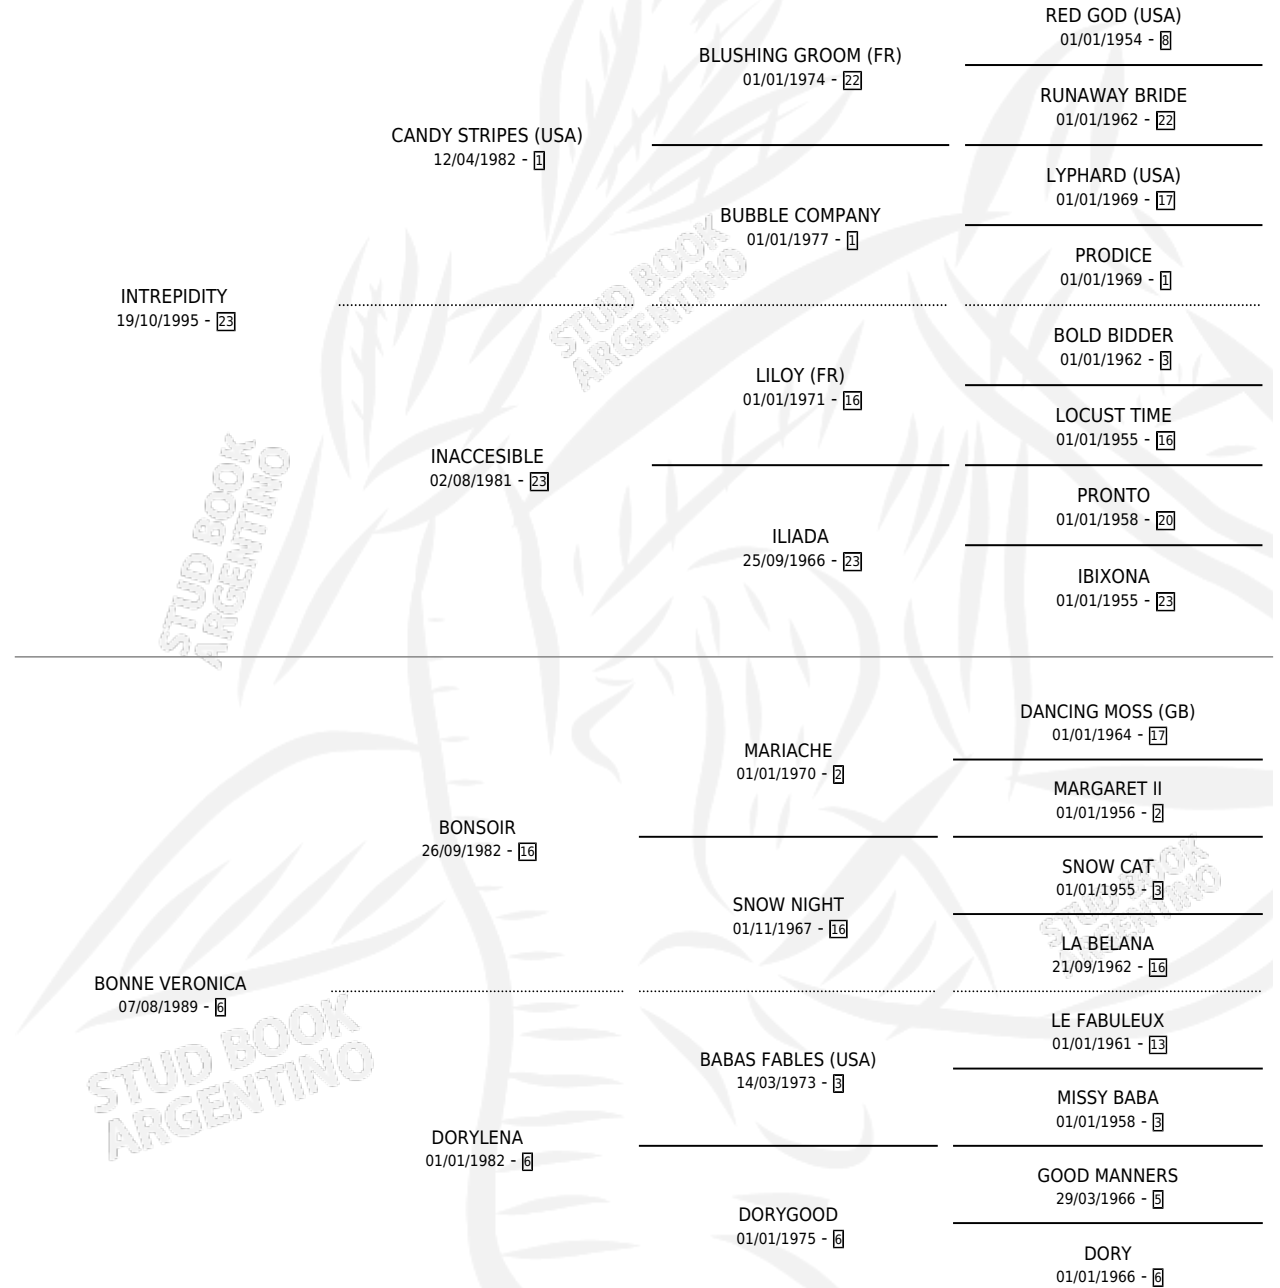 RED GOD (USA)
01/01/1954 - 8
BLUSHING GROOM (FR)
01/01/1974 - 22
RUNAWAY BRIDE
01/01/1962 - 22
CANDY STRIPES (USA)
12/04/1982 - 1
LYPHARD (USA)
01/01/1969 - 17
BUBBLE COMPANY
01/01/1977 - 1
PRODICE
01/01/1969 - 1
INTREPIDITY
19/10/1995 - 23
BOLD BIDDER
01/01/1962 - 3
LILOY (FR)
01/01/1971 - 16
LOCUST TIME
01/01/1955 - 16
INACCESIBLE
02/08/1981 - 23
PRONTO
01/01/1958 - 20
ILIADA
25/09/1966 - 23
IBIXONA
01/01/1955 - 23
DANCING MOSS (GB)
01/01/1964 - 17
MARIACHE
01/01/1970 - 2
MARGARET II
01/01/1956 - 2
BONSOIR
26/09/1982 - 16
SNOW CAT
01/01/1955 - 3
SNOW NIGHT
01/11/1967 - 16
LA BELANA
21/09/1962 - 16
BONNE VERONICA
07/08/1989 - 6
LE FABULEUX
01/01/1961 - 13
BABAS FABLES (USA)
14/03/1973 - 3
MISSY BABA
01/01/1958 - 3
DORYLENA
01/01/1982 - 6
GOOD MANNERS
29/03/1966 - 5
DORYGOOD
01/01/1975 - 6
DORY
01/01/1966 - 6
STUD BOOK
ARGENTINO
STUD BOOK
ARGENTINO
STUD BOOK
ARGENTINO
STUD BOOK
ARGENTINO